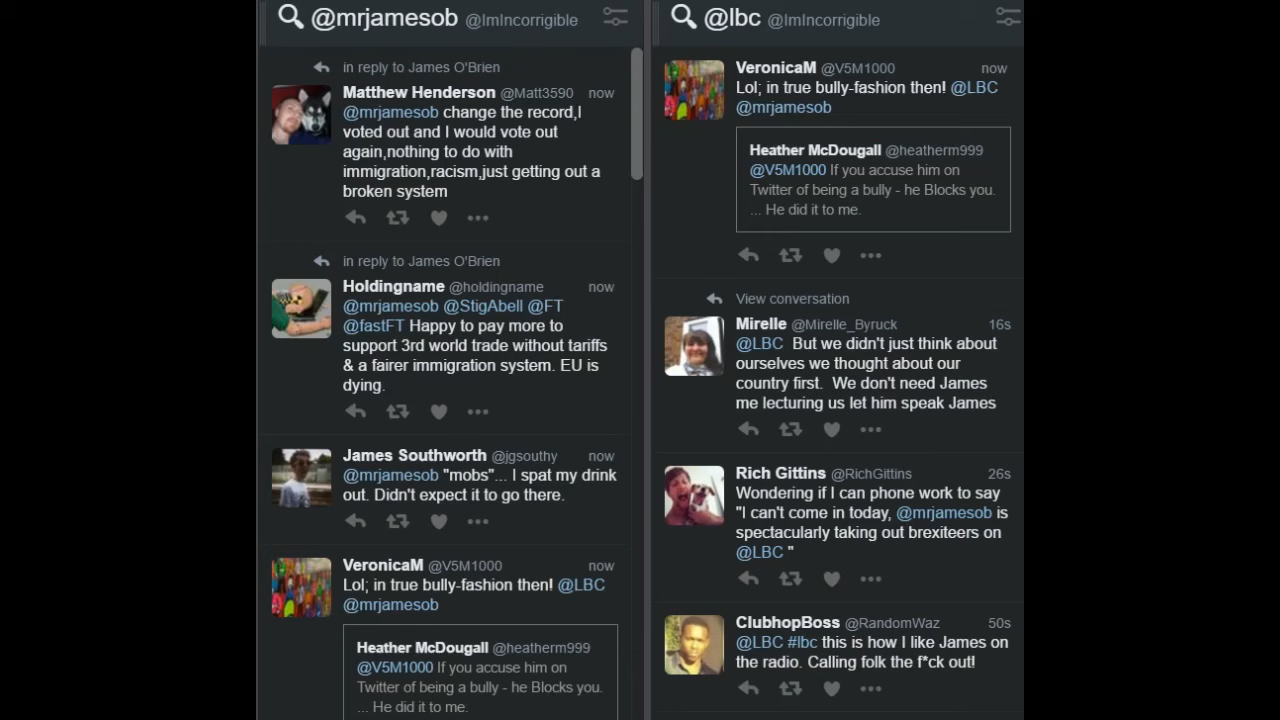 @mrjamesob @ImIncorrigible
in reply to James O'Brien
Matthew Henderson @Matt3590 now
@mrjamesob change the record,I
voted out and I would vote out
again,nothing to do with
immigration,racism,just getting out a
broken system
in reply to James O'Brien
Holdingname @holdingname now
@mrjamesob @StigAbell @FT
@fastFT Happy to pay more to
support 3rd world trade without tariffs
& a fairer immigration system. EU is
dying.
James Southworth @jgsouthy now
@mrjamesob "mobs"... I spat my drink
out. Didn't expect it to go there.
VeronicaM @V5M1000 now
Lol; in true bully-fashion then! @LBC
@mrjamesob
Heather McDougall @heatherm999
@V5M1000 If you accuse him on
Twitter of being a bully - he Blocks you.
... He did it to me.
@lbc @ImIncorrigible
VeronicaM @V5M1000 now
Lol; in true bully-fashion then! @LBC
@mrjamesob
Heather McDougall @heatherm999
@V5M1000 If you accuse him on
Twitter of being a bully - he Blocks you.
... He did it to me.
View conversation
Mirelle @Mirelle_Byruck 16s
@LBC But we didn't just think about
ourselves we thought about our
country first. We don't need James
me lecturing us let him speak James
Rich Gittins @RichGittins 26s
Wondering if I can phone work to say
"I can't come in today, @mrjamesob is
spectacularly taking out brexiteers on
@LBC "
ClubhopBoss @RandomWaz 50s
@LBC #lbc this is how I like James on
the radio. Calling folk the f*ck out!